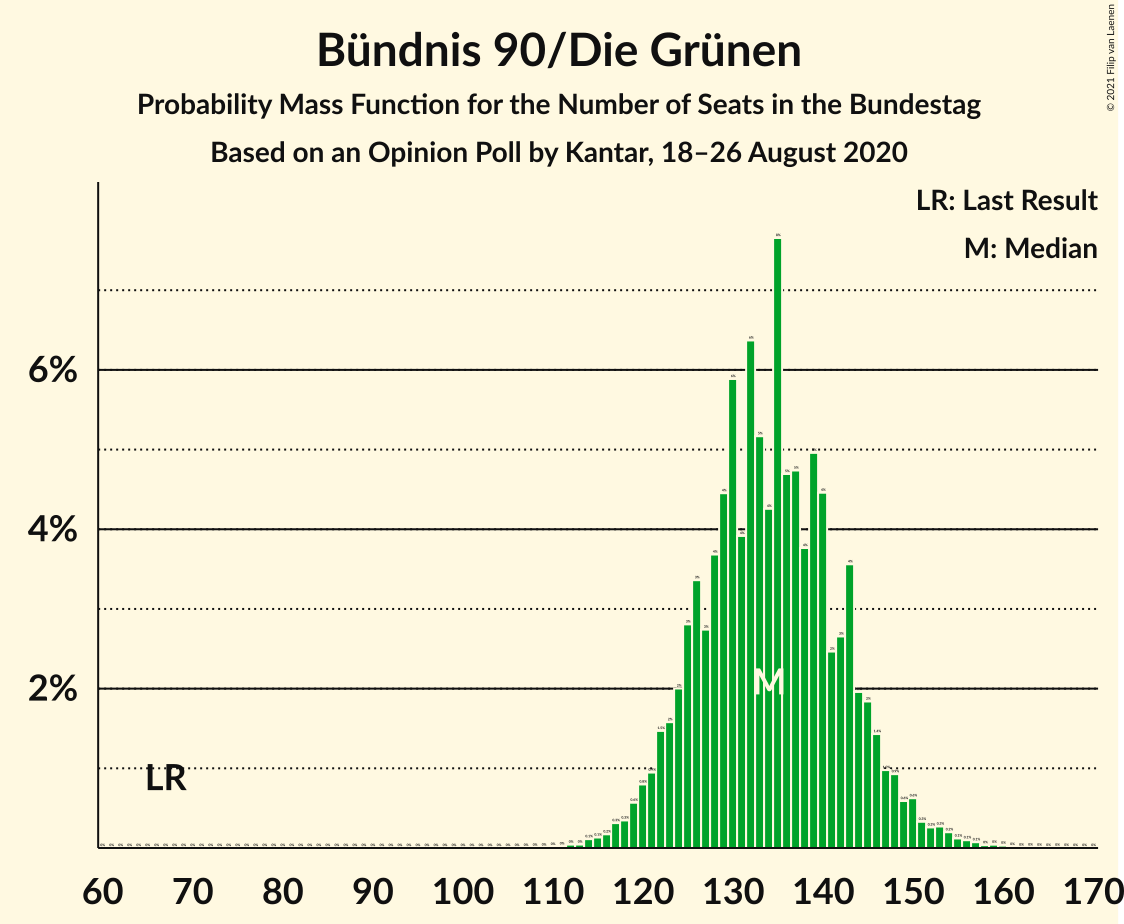 Bündnis 90/Die Grünen
Probability Mass Function for the Number of Seats in the Bundestag
Based on an Opinion Poll by Kantar, 18–26 August 2020
© 2021 Filip van Laenen
LR: Last Result
M: Median
6%
4%
2%
LR
M
60 70 80 90 100 110 120 130 140 150 160 170